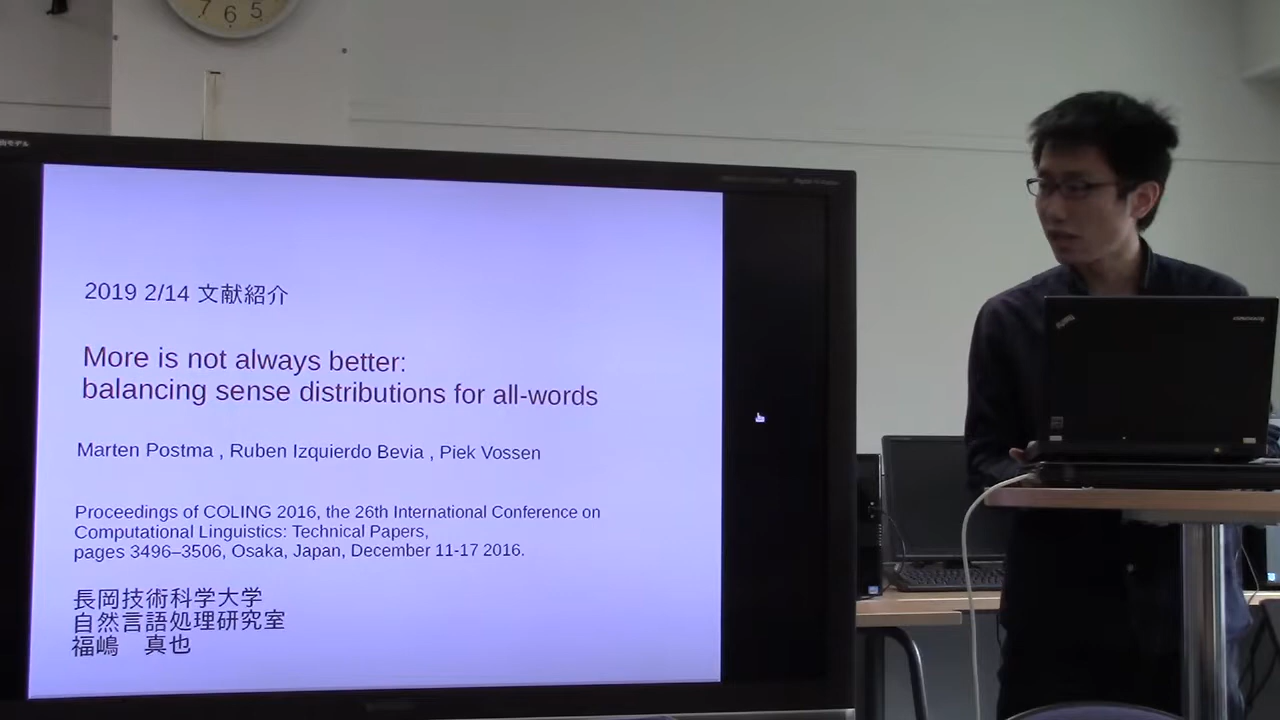 7 6 5
2019 2/14 文献紹介
More is not always better:
balancing sense distributions for all-words
Marten Postma , Ruben Izquierdo Bevia , Piek Vossen
Proceedings of COLING 2016, the 26th International Conference on
Computational Linguistics: Technical Papers,
pages 3496–3506, Osaka, Japan, December 11-17 2016.
長岡技術科学大学
自然言語処理研究室
福嶋 真也